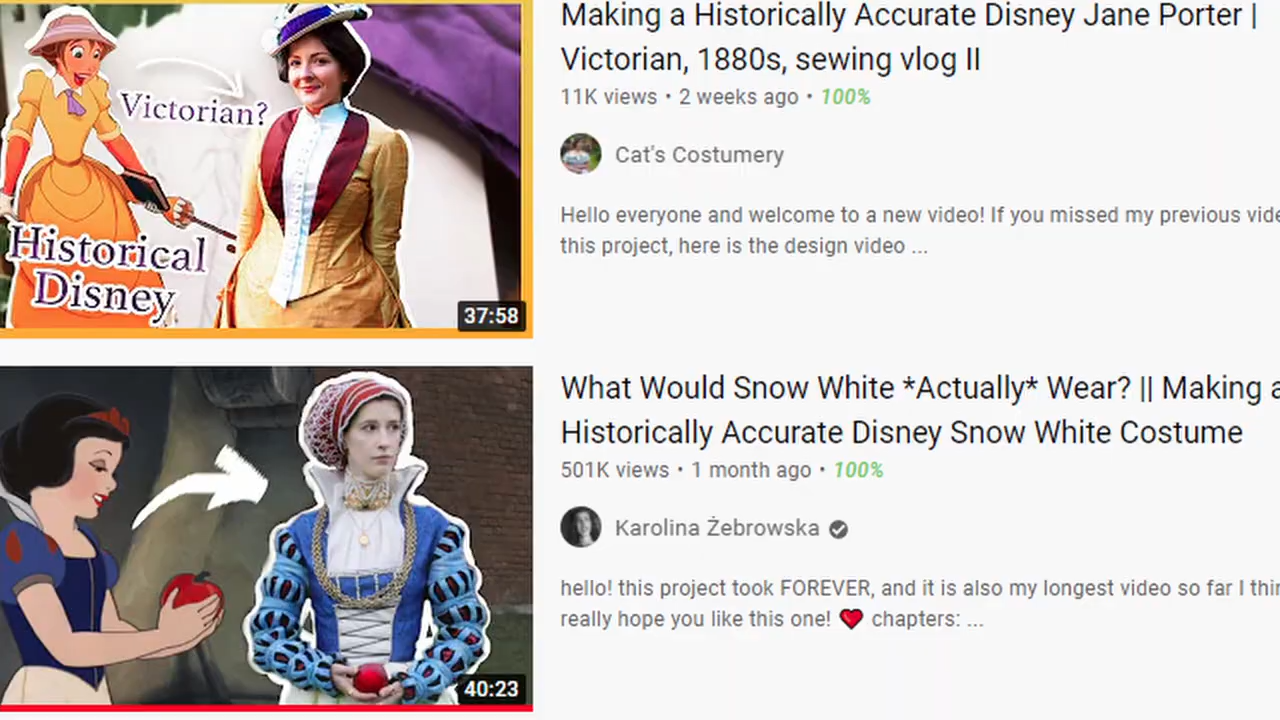 Making a Historically Accurate Disney Jane Porter |
Victorian, 1880s, sewing vlog II
11K views • 2 weeks ago • 100%
Cat's Costumery
Hello everyone and welcome to a new video! If you missed my previous vide
this project, here is the design video ...
Victorian?
Historical
Disney
37:58
What Would Snow White *Actually* Wear? || Making a
Historically Accurate Disney Snow White Costume
501K views • 1 month ago • 100%
Karolina Żebrowska
hello! this project took FOREVER, and it is also my longest video so far I thin
really hope you like this one! ❤ chapters: ...
40:23